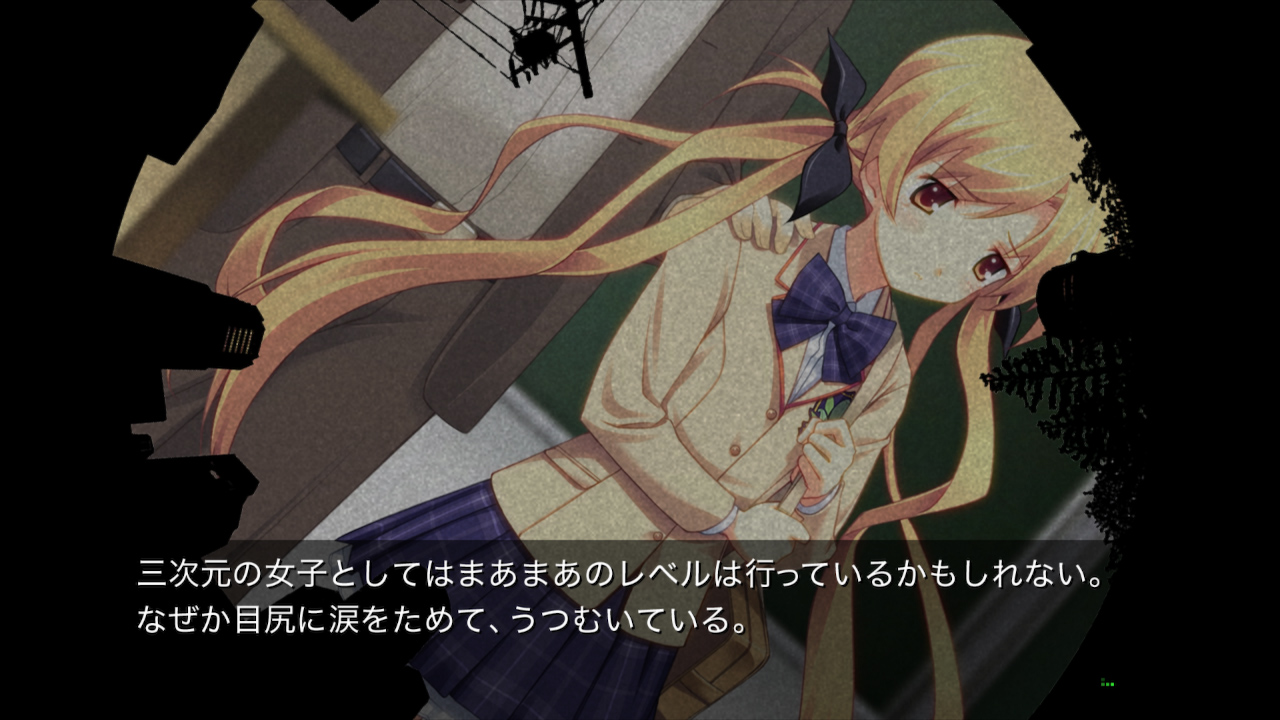 三次元の女子としてはまあまあのレベルは行っているかもしれない。
なぜか目尻に涙をためて、うつむいている。